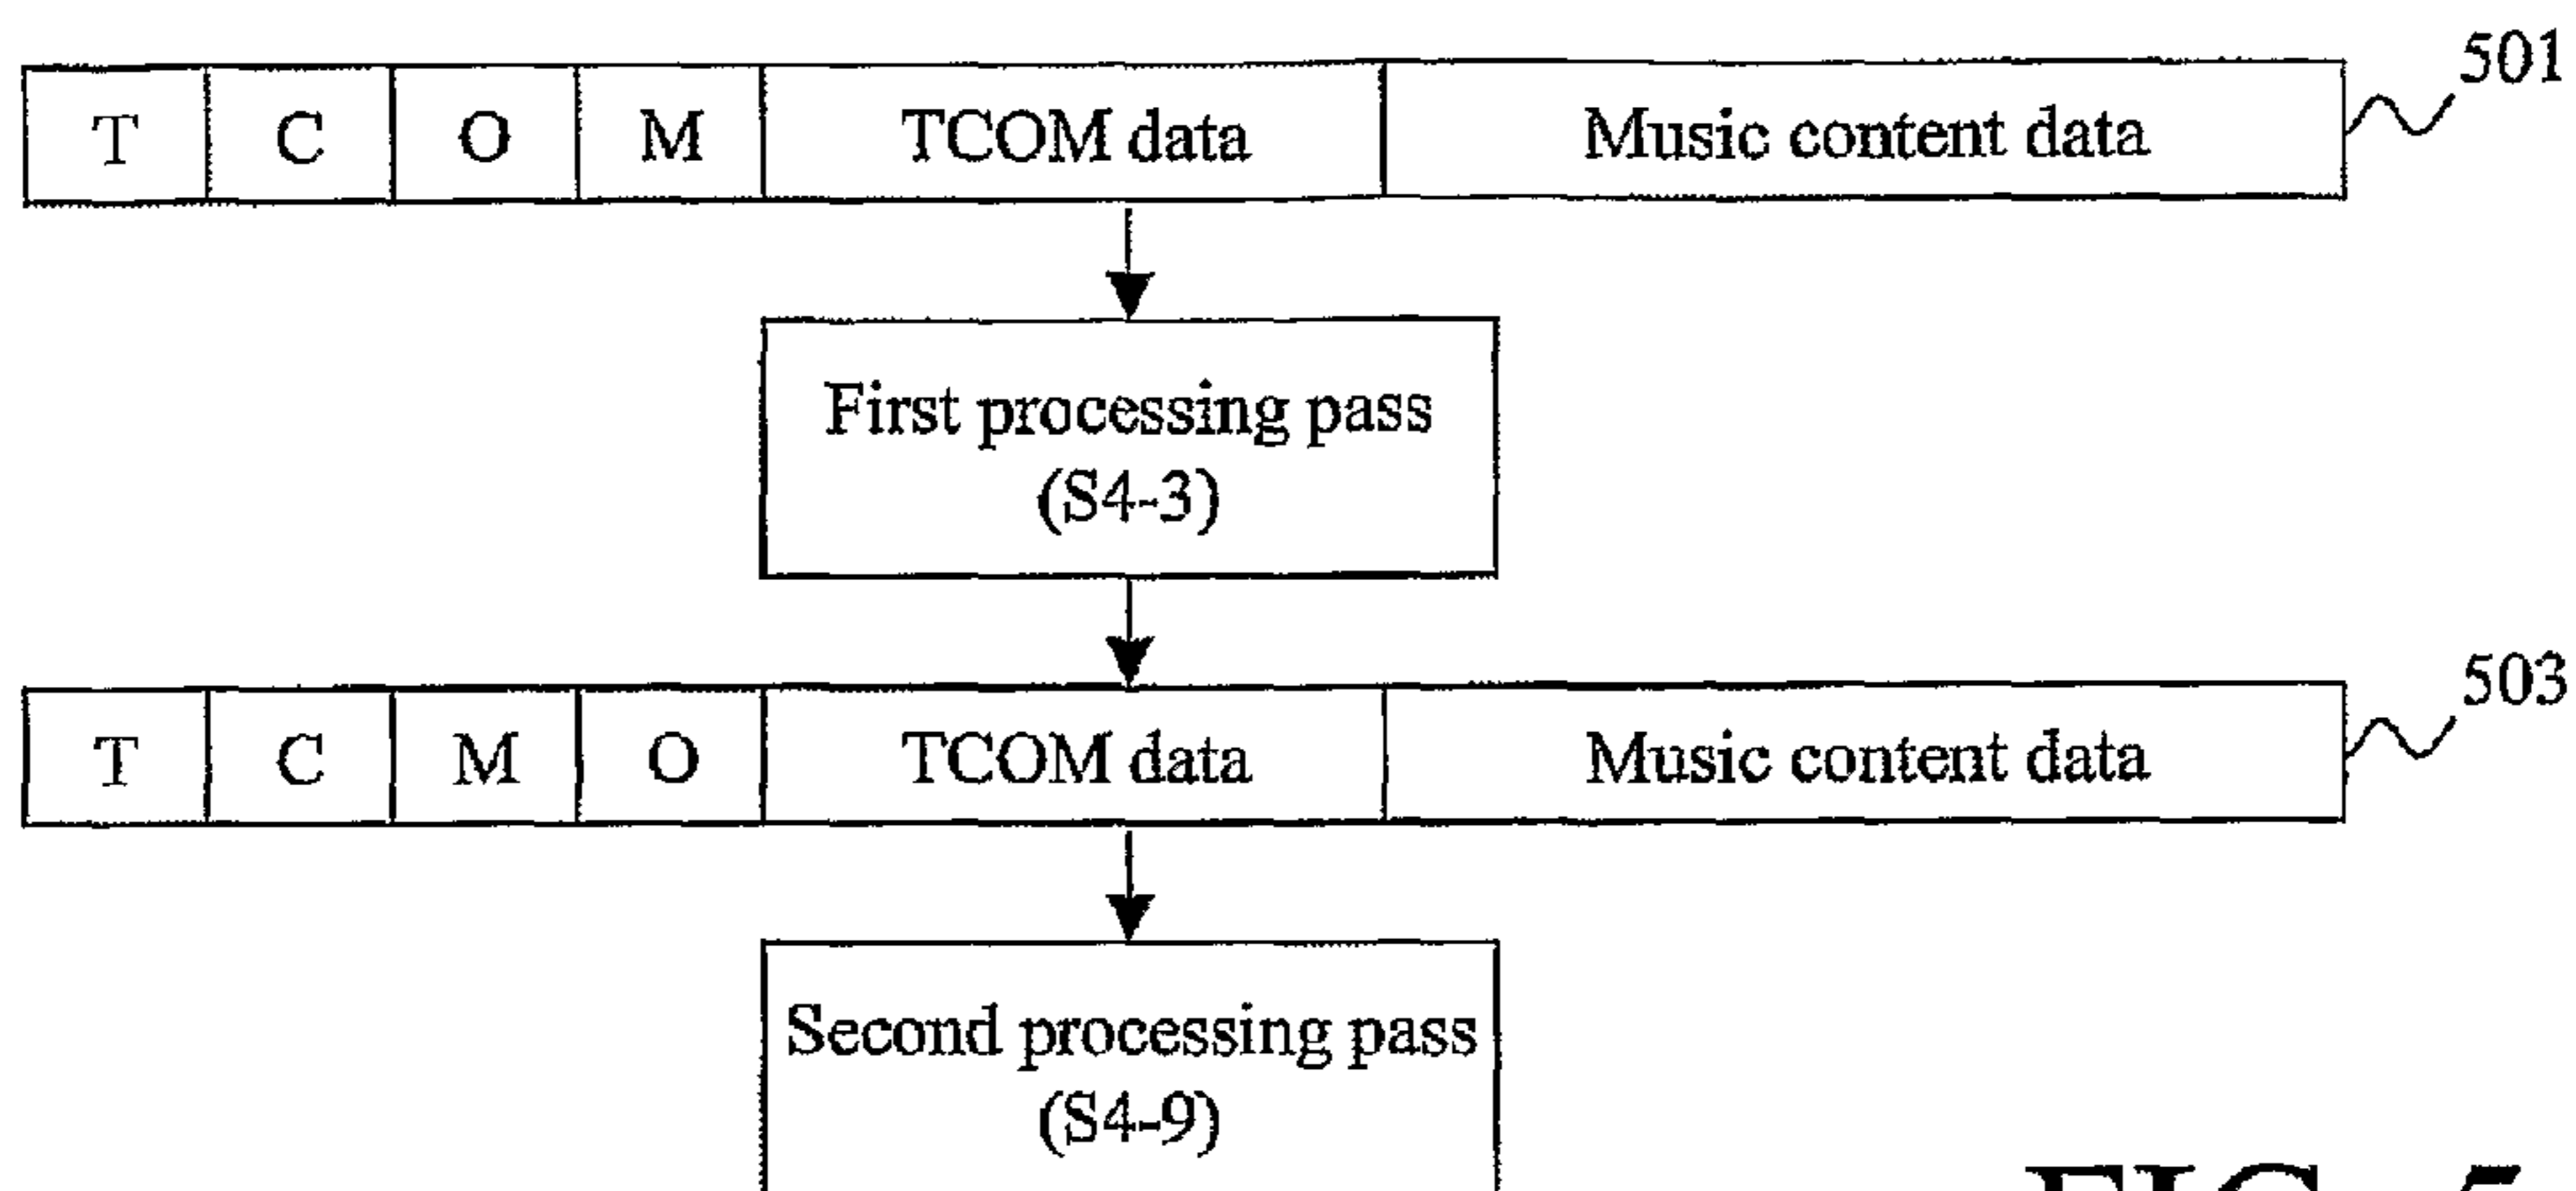 501
T C O M TCOM data Music content data
First processing pass
(S4-3)
503
T C M O TCOM data Music content data
Second processing pass
(S4-9)